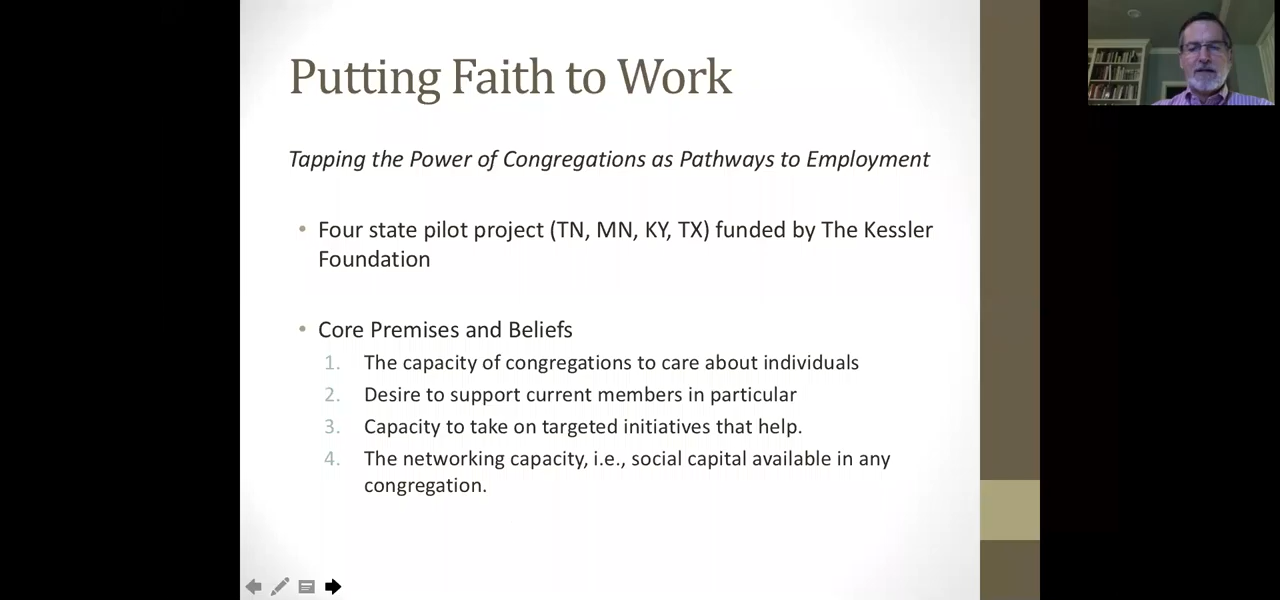 Putting Faith to Work
Tapping the Power of Congregations as Pathways to Employment
• Four state pilot project (TN, MN, KY, TX) funded by The Kessler
Foundation
• Core Premises and Beliefs
1. The capacity of congregations to care about individuals
2. Desire to support current members in particular
3. Capacity to take on targeted initiatives that help.
4. The networking capacity, i.e., social capital available in any
congregation.